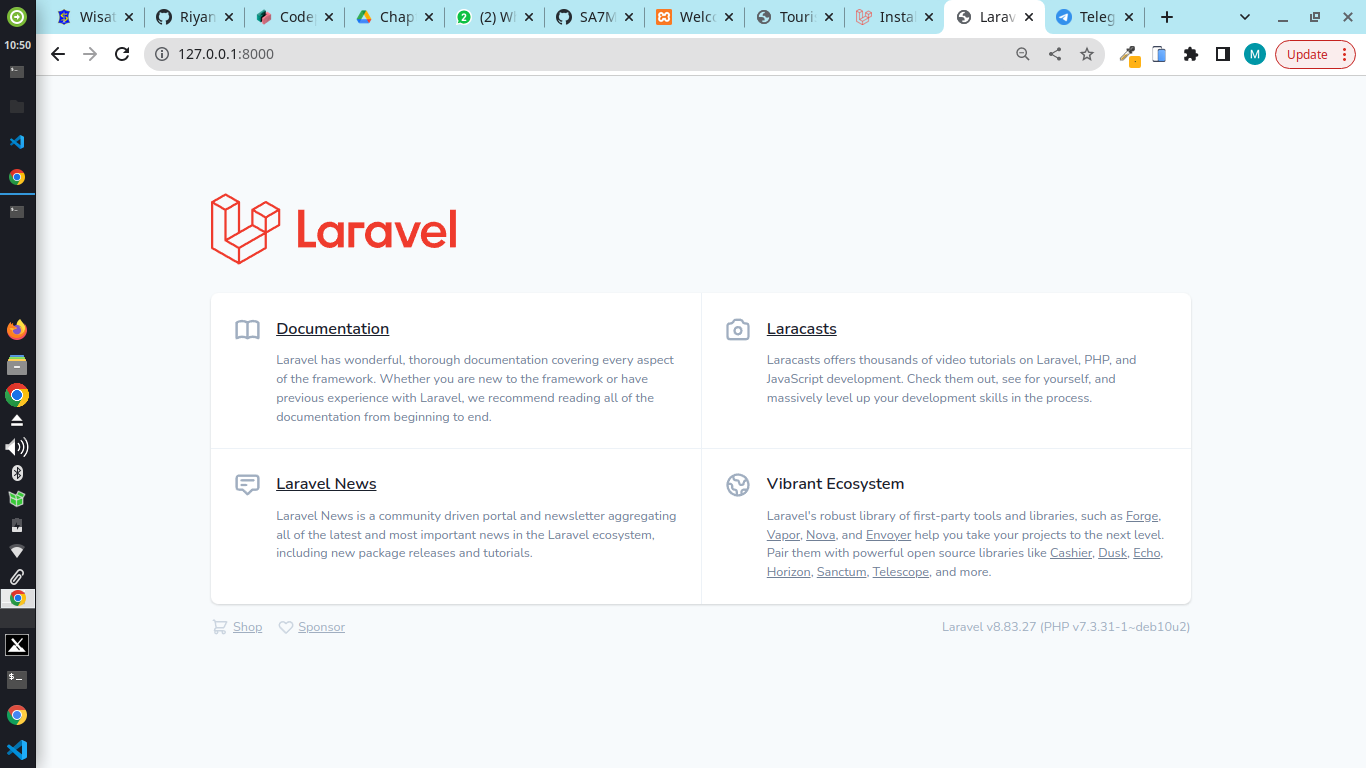 Wisat
Riyan
Code
Chap
(2) W
SA7M
Welco
Touri
Instal
Larav
Teleg
10:50
127.0.0.1:8000
M
Update
Laravel
Documentation
Laravel has wonderful, thorough documentation covering every aspect
of the framework. Whether you are new to the framework or have
previous experience with Laravel, we recommend reading all of the
documentation from beginning to end.
Laracasts
Laracasts offers thousands of video tutorials on Laravel, PHP, and
JavaScript development. Check them out, see for yourself, and
massively level up your development skills in the process.
Laravel News
Laravel News is a community driven portal and newsletter aggregating
all of the latest and most important news in the Laravel ecosystem,
including new package releases and tutorials.
Vibrant Ecosystem
Laravel's robust library of first-party tools and libraries, such as Forge,
Vapor, Nova, and Envoyer help you take your projects to the next level.
Pair them with powerful open source libraries like Cashier, Dusk, Echo,
Horizon, Sanctum, Telescope, and more.
Shop
Sponsor
Laravel v8.83.27 (PHP v7.3.31-1~deb10u2)